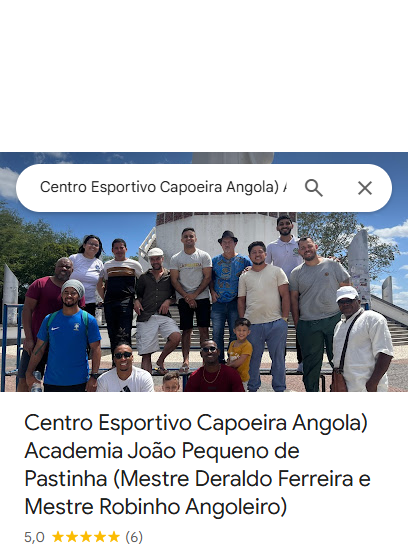 Centro Esportivo Capoeira Angola)
Centro Esportivo Capoeira Angola)
Academia João Pequeno de
Pastinha (Mestre Deraldo Ferreira e
Mestre Robinho Angoleiro)
5,0 ★★★★★ (6)